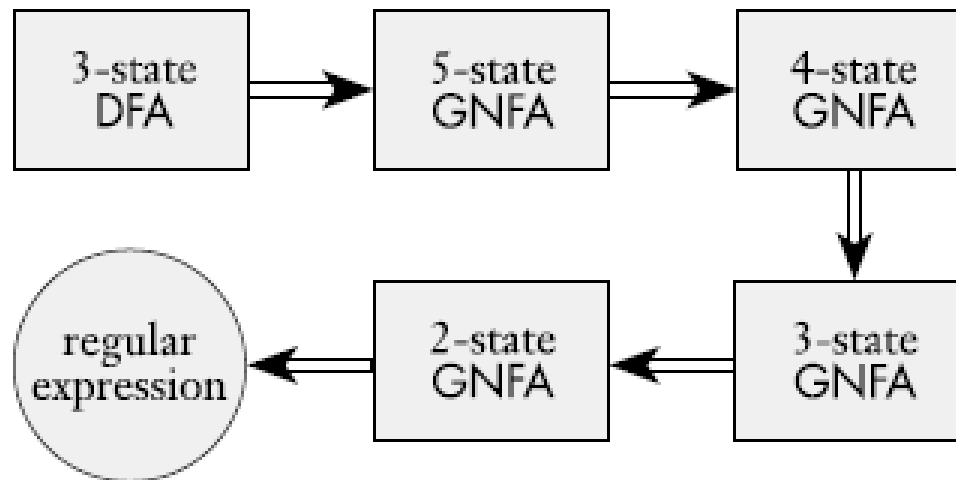 3-state
DFA
5-state
GNFA
4-state
GNFA
3-state
GNFA
2-state
GNFA
regular
expression